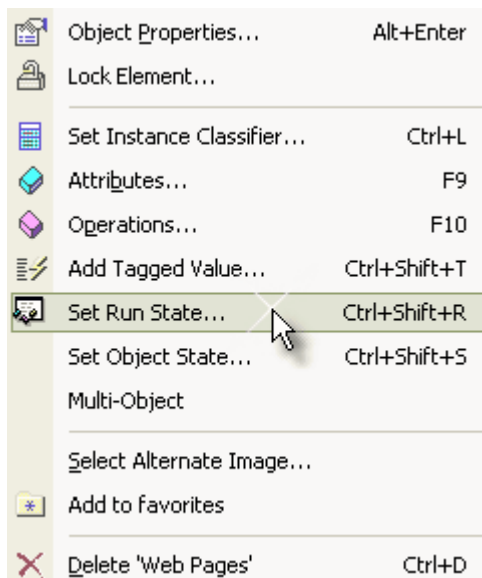 Object Properties... Alt+Enter
Lock Element...
Set Instance Classifier... Ctrl+L
Attributes... F9
Operations... F10
Add Tagged Value... Ctrl+Shift+T
Set Run State... Ctrl+Shift+R
Set Object State... Ctrl+Shift+S
Multi-Object
Select Alternate Image...
Add to favorites
Delete 'Web Pages' Ctrl+D